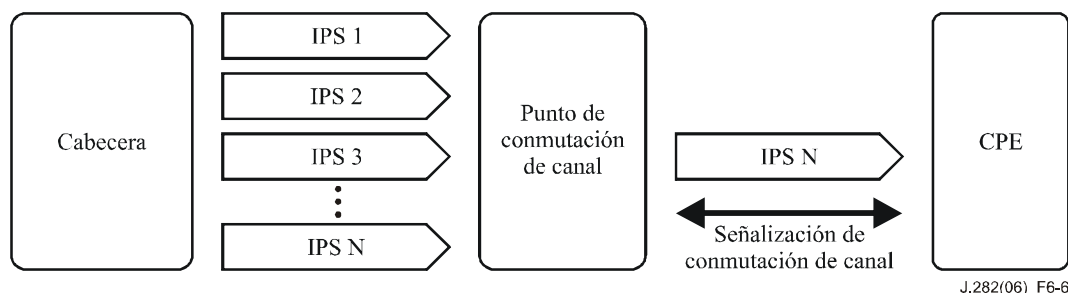 Cabecera
IPS 1
IPS 2
IPS 3
IPS N
Punto de
conmutación
de canal
IPS N
Señalización de
conmutación de canal
CPE
J.282(06)_F6-6